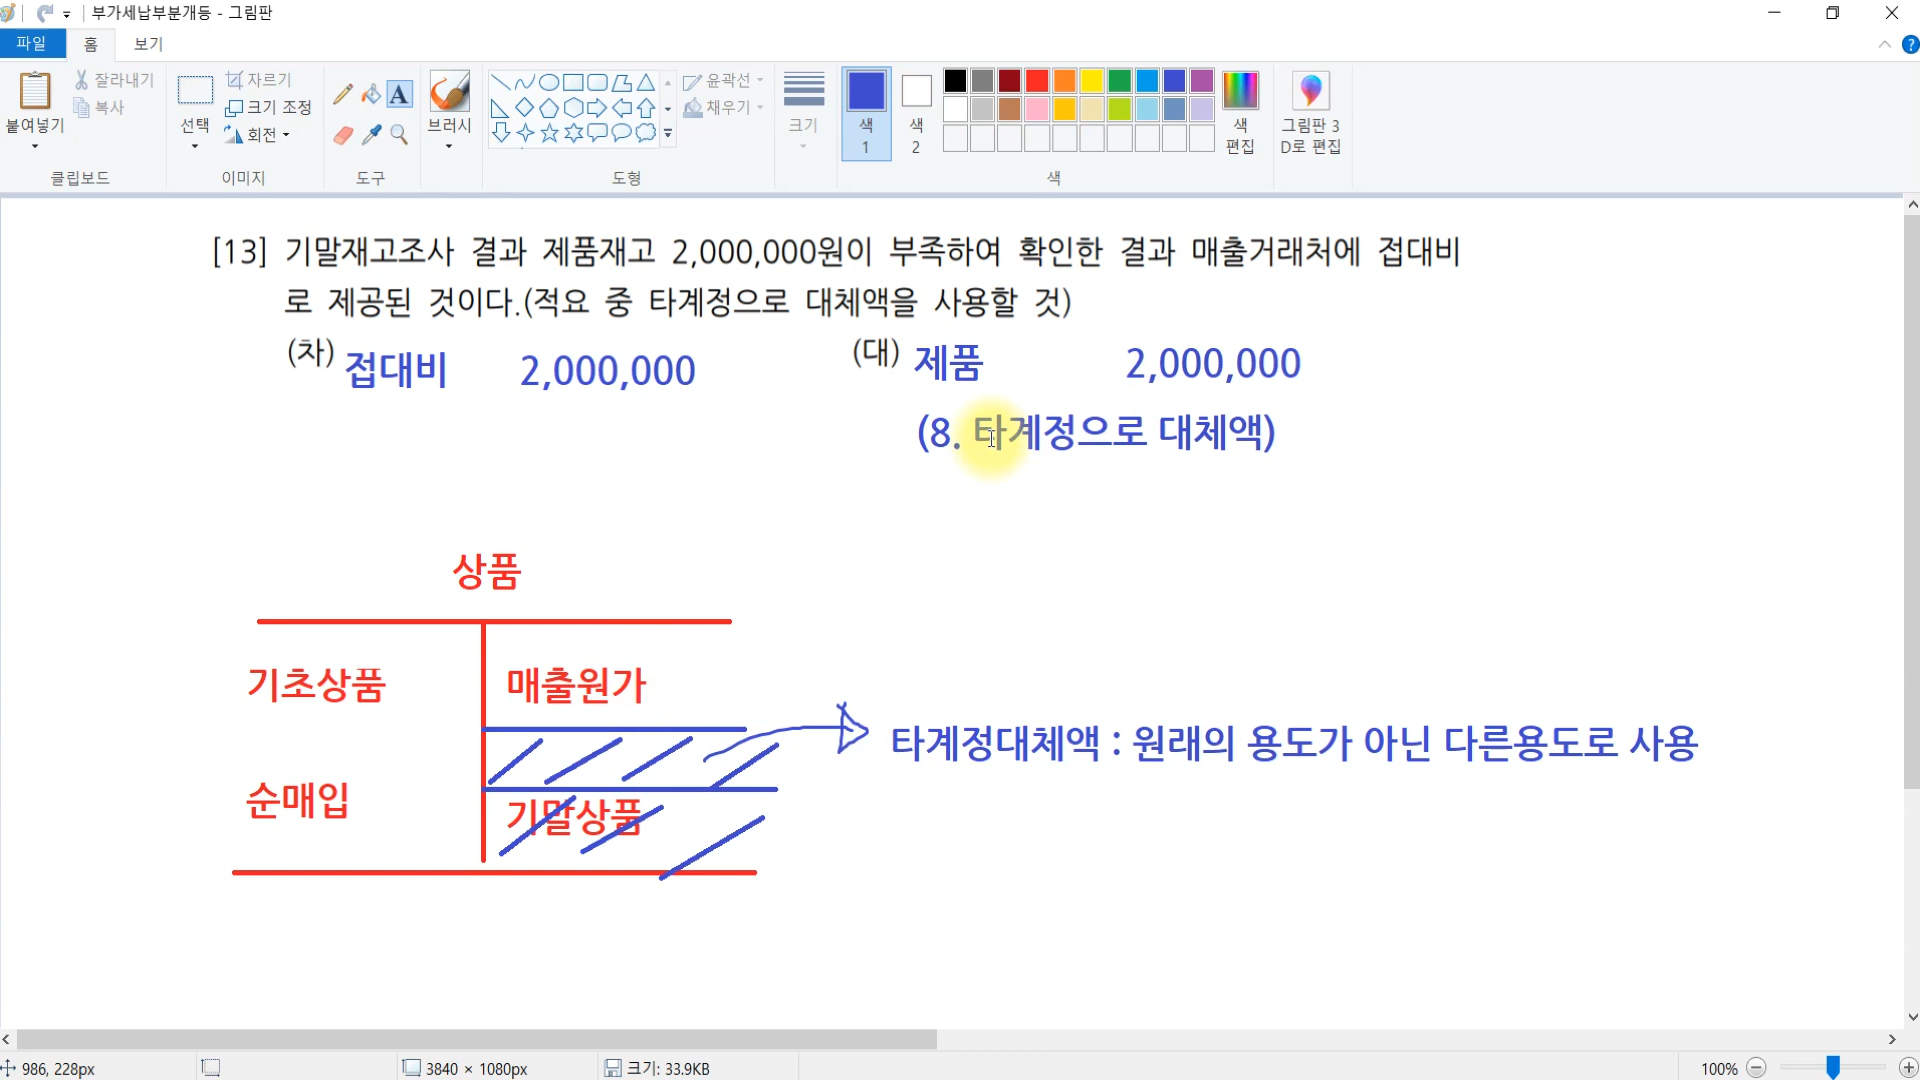 부가세납부분개등 - 그림판
파일 홈 보기
붙여넣기
잘라내기
복사
클립보드
선택
자르기
크기 조정
회전
이미지
A
도구
브러시
윤곽선
채우기
도형
크기
색
1
색
2
색
편집
그림판 3
D로 편집
색
[13] 기말재고조사 결과 제품재고 2,000,000원이 부족하여 확인한 결과 매출거래처에 접대비
로 제공된 것이다.(적요 중 타계정으로 대체액을 사용할 것)
(차) 접대비 2,000,000 (대) 제품 2,000,000
(8. 타계정으로 대체액)
상품
기초상품 매출원가
타계정대체액 : 원래의 용도가 아닌 다른용도로 사용
순매입 기말상품
986, 228px 3840 × 1080px 크기: 33.9KB 100%